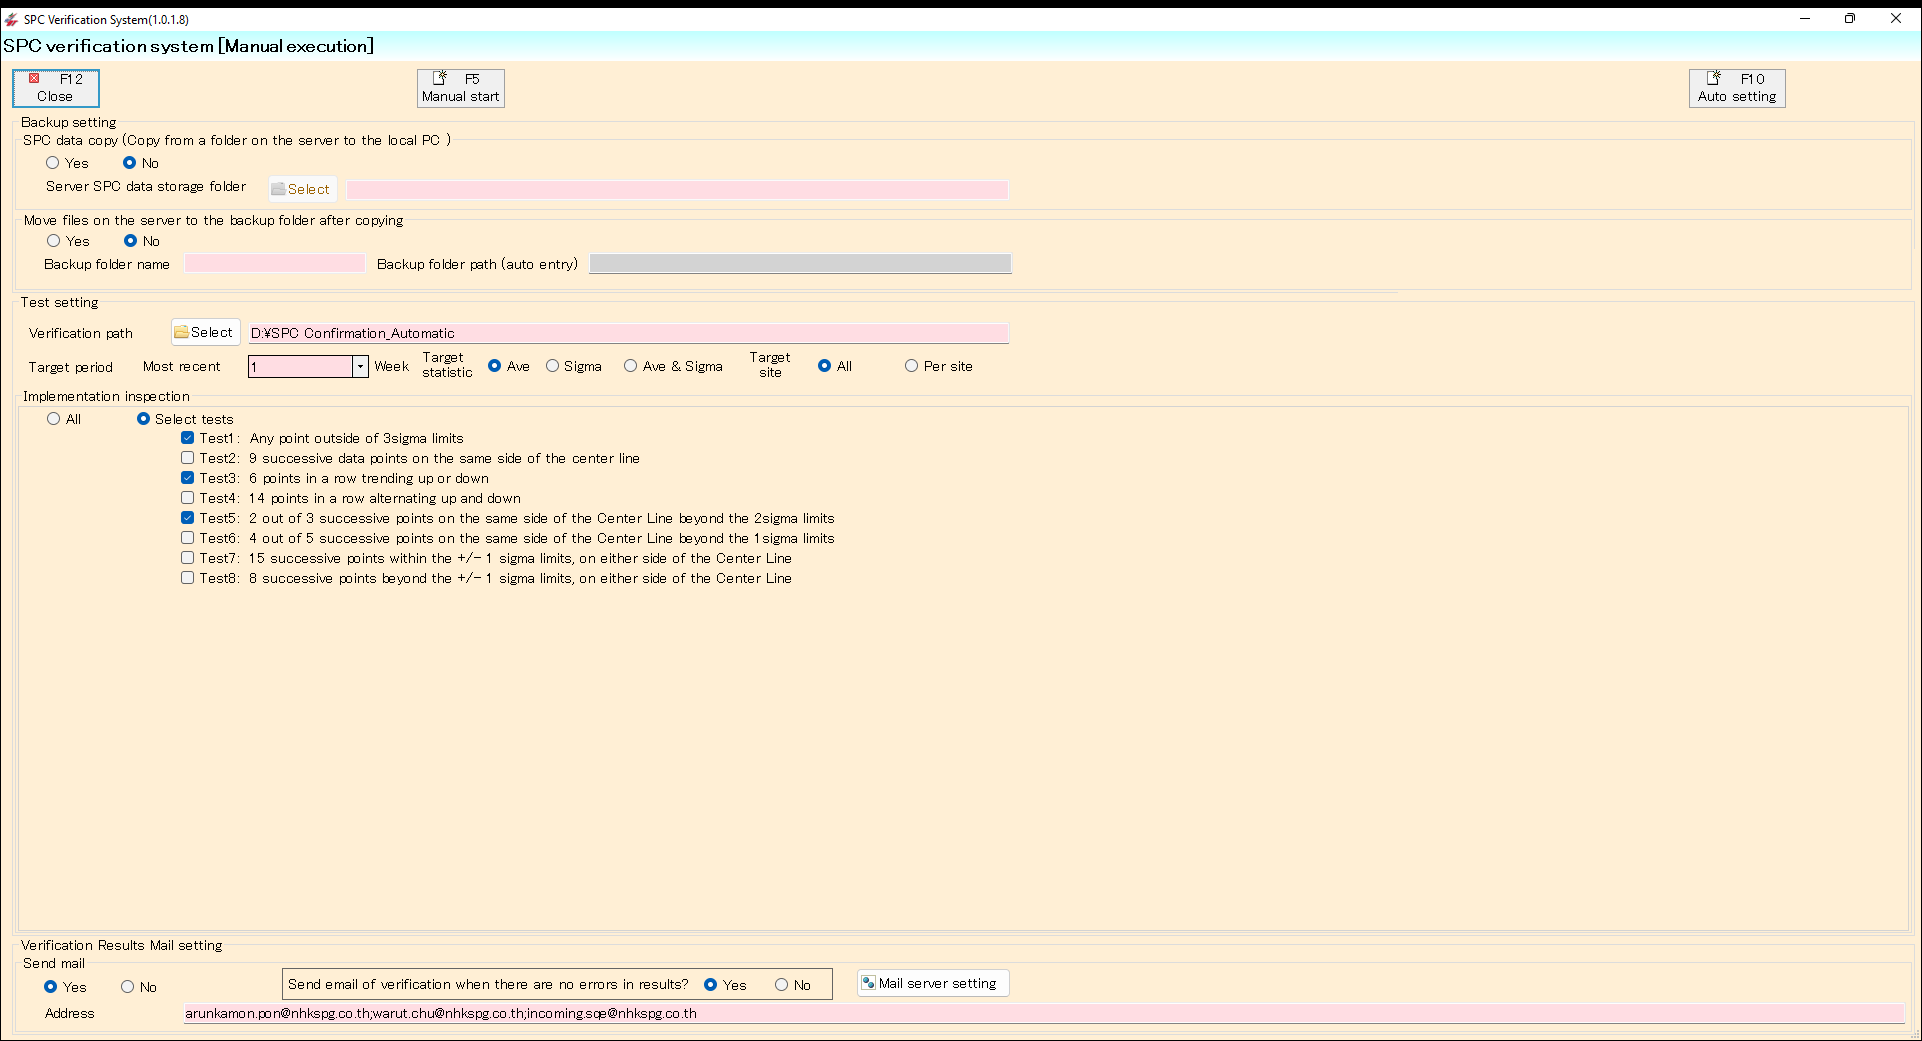 SPC Verification System(1.0.1.8)
SPC verification system [Manual execution]
F12 Close
F5 Manual start
F10 Auto setting
Backup setting
SPC data copy (Copy from a folder on the server to the local PC )
Yes No
Server SPC data storage folder Select
Move files on the server to the backup folder after copying
Yes No
Backup folder name Backup folder path (auto entry)
Test setting
Verification path Select D:¥SPC Confirmation_Automatic
Target period Most recent 1 Week Target statistic Ave Sigma Ave & Sigma Target site All Per site
Implementation inspection
All Select tests
Test1: Any point outside of 3sigma limits
Test2: 9 successive data points on the same side of the center line
Test3: 6 points in a row trending up or down
Test4: 14 points in a row alternating up and down
Test5: 2 out of 3 successive points on the same side of the Center Line beyond the 2sigma limits
Test6: 4 out of 5 successive points on the same side of the Center Line beyond the 1sigma limits
Test7: 15 successive points within the +/- 1 sigma limits, on either side of the Center Line
Test8: 8 successive points beyond the +/- 1 sigma limits, on either side of the Center Line
Verification Results Mail setting
Send mail
Yes No Send email of verification when there are no errors in results? Yes No Mail server setting
Address arunkamon.pon@nhkspg.co.th;warut.chu@nhkspg.co.th;incoming.sqe@nhkspg.co.th